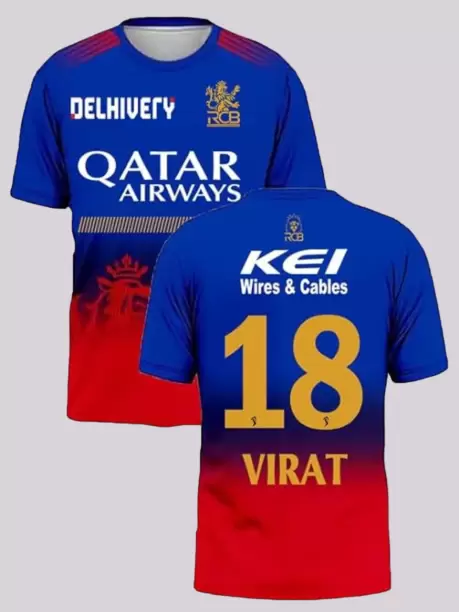 DELHIVERY
RCB
QATAR
AIRWAYS
RCB
KEI
Wires & Cables
18
VIRAT